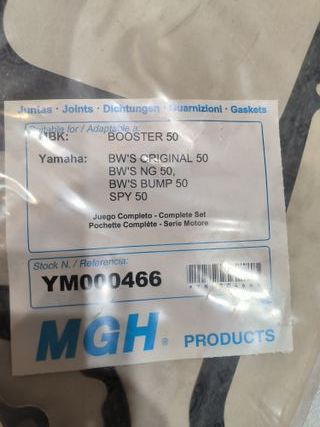 Juntas · Joints · Dichtungen · Guarnizioni · Gaskets
Suitable for / Adaptable a:
MBK: BOOSTER 50
Yamaha: BW'S ORIGINAL 50
BW'S NG 50,
BW'S BUMP 50
SPY 50
Juego Completo - Complete Set
Pochette Complète - Serie Motore
Stock N. / Referencia:
YM000466
MGH ® PRODUCTS